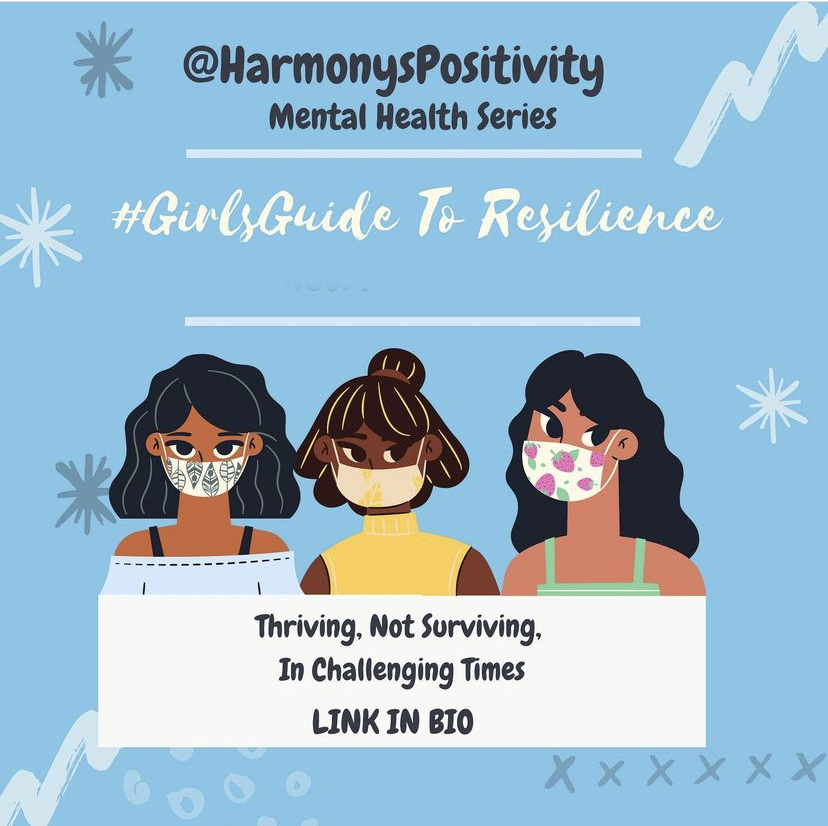 @HarmonysPositivity
Mental Health Series
#GirlsGuide To Resilience
Thriving, Not Surviving,
In Challenging Times
LINK IN BIO